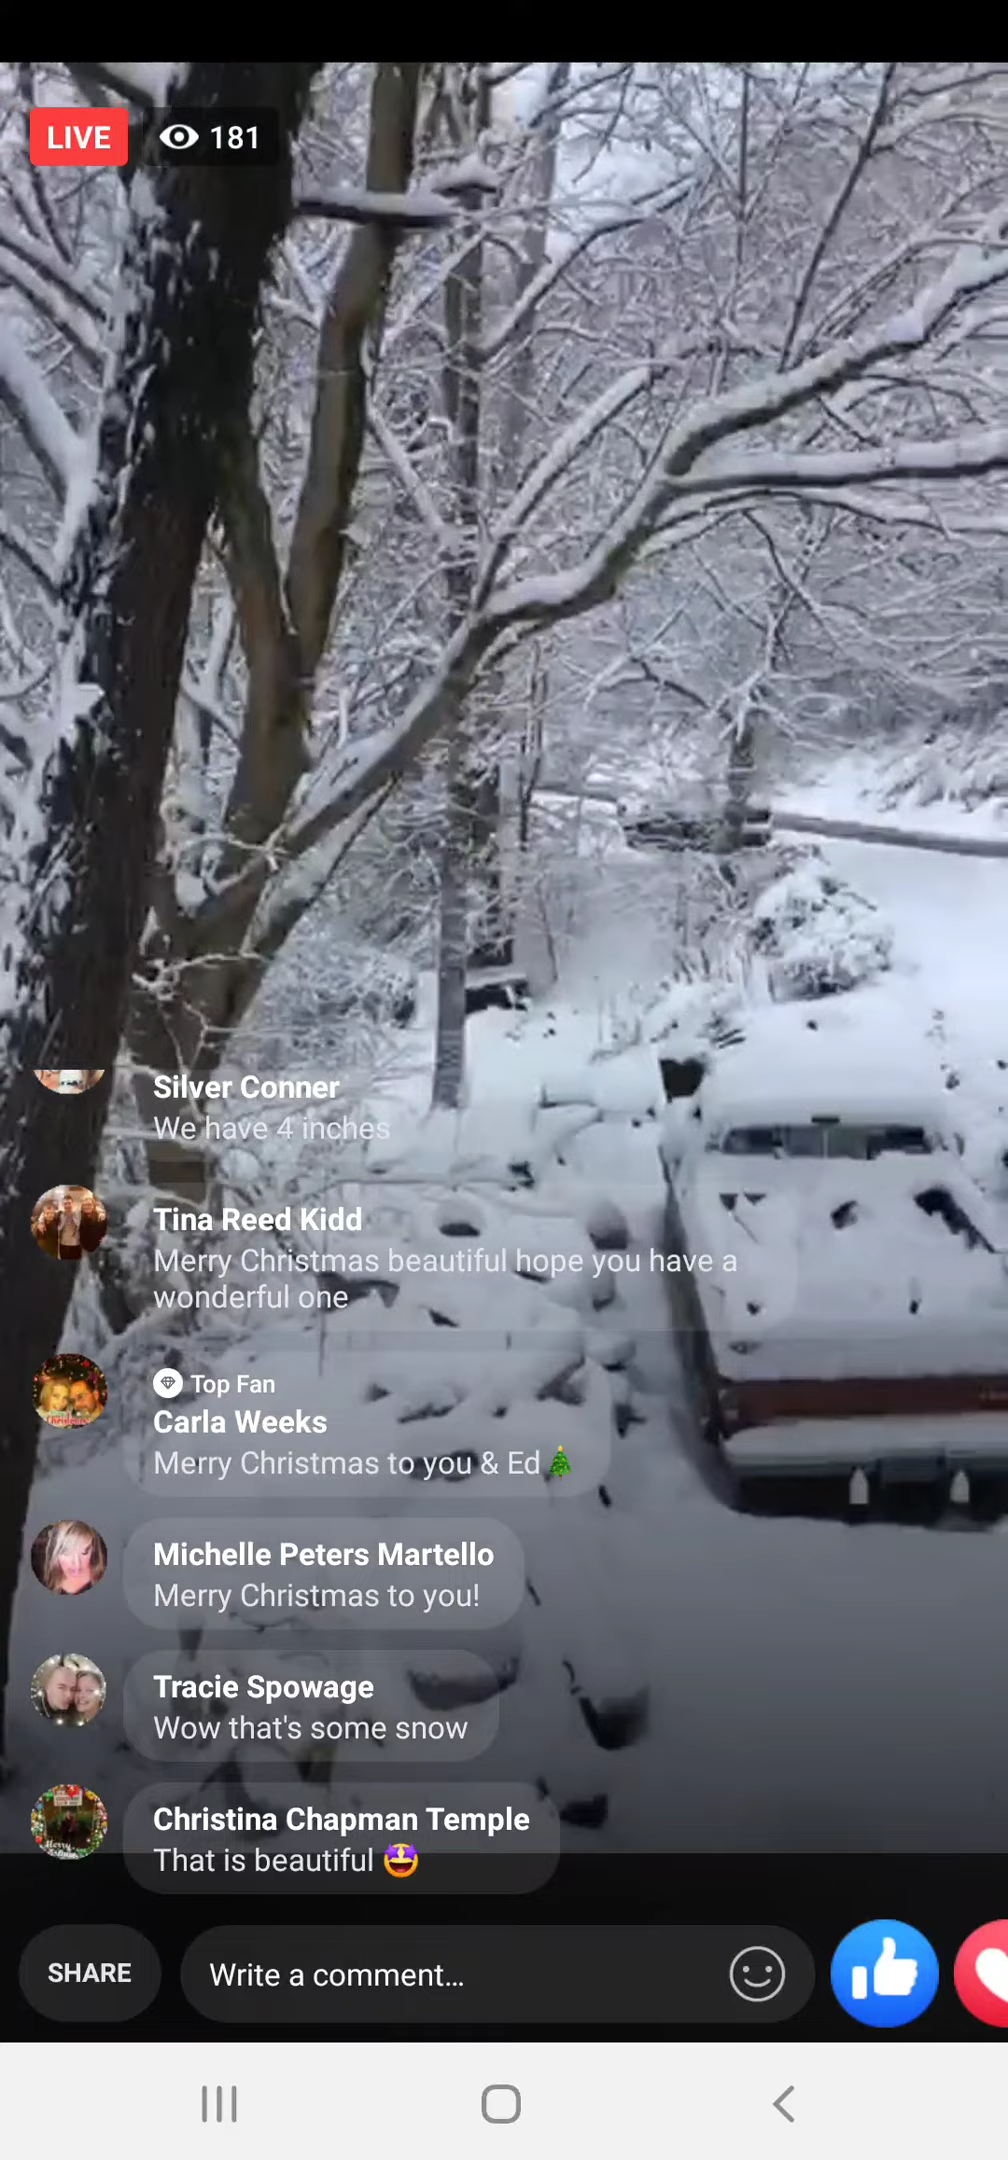 LIVE 181
Silver Conner
We have 4 inches
Tina Reed Kidd
Merry Christmas beautiful hope you have a
wonderful one
Top Fan
Carla Weeks
Merry Christmas to you & Ed🎄
Michelle Peters Martello
Merry Christmas to you!
Tracie Spowage
Wow that's some snow
Christina Chapman Temple
That is beautiful 🤩
SHARE Write a comment...